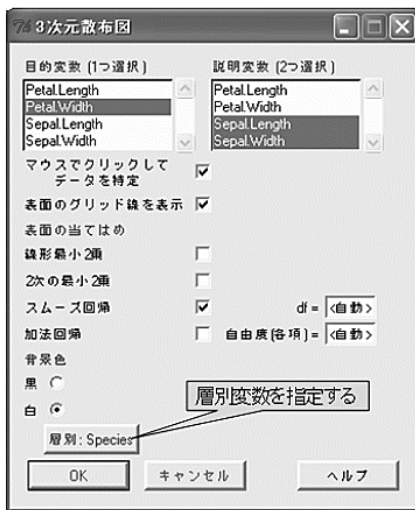 3次元散布図
目的変数 (1つ選択) 説明変数 (2つ選択)
Petal.Length Petal.Length
Petal.Width Petal.Width
Sepal.Length Sepal.Length
Sepal.Width Sepal.Width
マウスでクリックして
データを特定
表面のグリッド線を表示
表面の当てはめ
線形最小2乗
2次の最小2乗
スムーズ回帰 df = <自動>
加法回帰 自由度(各項)= <自動>
背景色
黒
白
層別変数を指定する
層別: Species
OK キャンセル ヘルプ